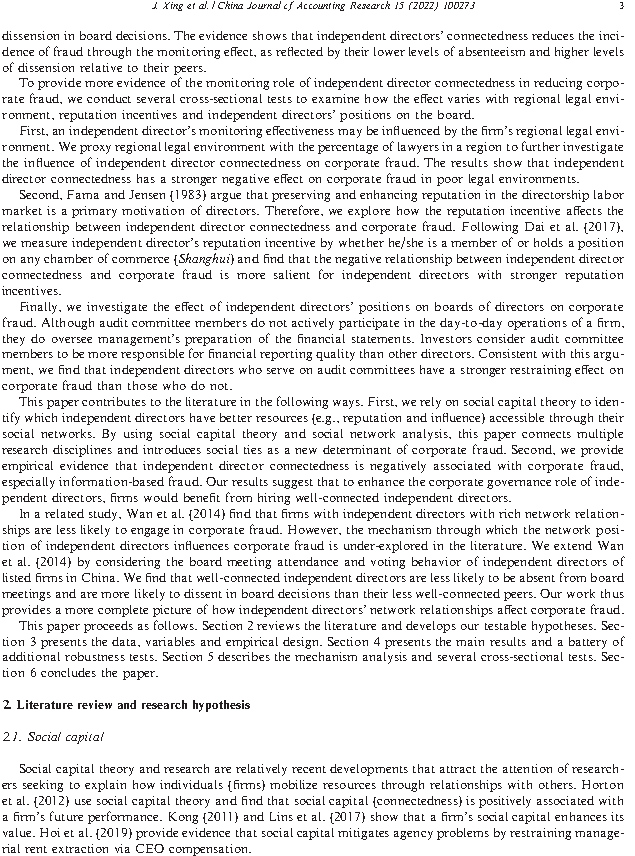 J. Xing et al. / China Journal of Accounting Research 15 (2022) 100273 3
dissension in board decisions. The evidence shows that independent directors' connectedness reduces the inci-
dence of fraud through the monitoring effect, as reflected by their lower levels of absenteeism and higher levels
of dissension relative to their peers.
To provide more evidence of the monitoring role of independent director connectedness in reducing corpo-
rate fraud, we conduct several cross-sectional tests to examine how the effect varies with regional legal envi-
ronment, reputation incentives and independent directors' positions on the board.
First, an independent director's monitoring effectiveness may be influenced by the firm's regional legal envi-
ronment. We proxy regional legal environment with the percentage of lawyers in a region to further investigate
the influence of independent director connectedness on corporate fraud. The results show that independent
director connectedness has a stronger negative effect on corporate fraud in poor legal environments.
Second, Fama and Jensen (1983) argue that preserving and enhancing reputation in the directorship labor
market is a primary motivation of directors. Therefore, we explore how the reputation incentive affects the
relationship between independent director connectedness and corporate fraud. Following Dai et al. (2017),
we measure independent director's reputation incentive by whether he/she is a member of or holds a position
on any chamber of commerce (Shanghui) and find that the negative relationship between independent director
connectedness and corporate fraud is more salient for independent directors with stronger reputation
incentives.
Finally, we investigate the effect of independent directors' positions on boards of directors on corporate
fraud. Although audit committee members do not actively participate in the day-to-day operations of a firm,
they do oversee management's preparation of the financial statements. Investors consider audit committee
members to be more responsible for financial reporting quality than other directors. Consistent with this argu-
ment, we find that independent directors who serve on audit committees have a stronger restraining effect on
corporate fraud than those who do not.
This paper contributes to the literature in the following ways. First, we rely on social capital theory to iden-
tify which independent directors have better resources (e.g., reputation and influence) accessible through their
social networks. By using social capital theory and social network analysis, this paper connects multiple
research disciplines and introduces social ties as a new determinant of corporate fraud. Second, we provide
empirical evidence that independent director connectedness is negatively associated with corporate fraud,
especially information-based fraud. Our results suggest that to enhance the corporate governance role of inde-
pendent directors, firms would benefit from hiring well-connected independent directors.
In a related study, Wan et al. (2014) find that firms with independent directors with rich network relation-
ships are less likely to engage in corporate fraud. However, the mechanism through which the network posi-
tion of independent directors influences corporate fraud is under-explored in the literature. We extend Wan
et al. (2014) by considering the board meeting attendance and voting behavior of independent directors of
listed firms in China. We find that well-connected independent directors are less likely to be absent from board
meetings and are more likely to dissent in board decisions than their less well-connected peers. Our work thus
provides a more complete picture of how independent directors' network relationships affect corporate fraud.
This paper proceeds as follows. Section 2 reviews the literature and develops our testable hypotheses. Sec-
tion 3 presents the data, variables and empirical design. Section 4 presents the main results and a battery of
additional robustness tests. Section 5 describes the mechanism analysis and several cross-sectional tests. Sec-
tion 6 concludes the paper.
2. Literature review and research hypothesis
2.1. Social capital
Social capital theory and research are relatively recent developments that attract the attention of research-
ers seeking to explain how individuals (firms) mobilize resources through relationships with others. Horton
et al. (2012) use social capital theory and find that social capital (connectedness) is positively associated with
a firm's future performance. Kong (2011) and Lins et al. (2017) show that a firm's social capital enhances its
value. Hoi et al. (2019) provide evidence that social capital mitigates agency problems by restraining manage-
rial rent extraction via CEO compensation.